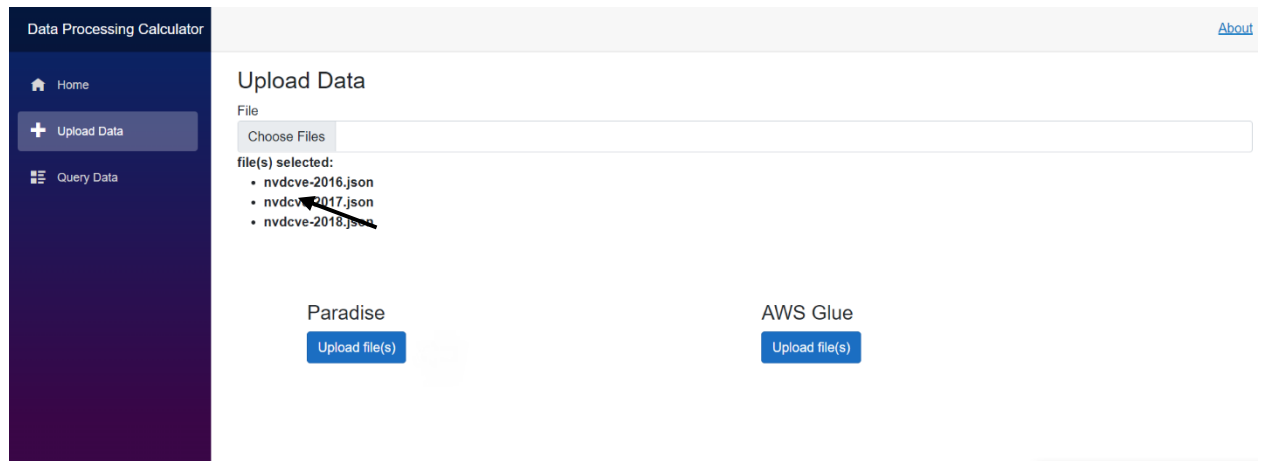 Data Processing Calculator
About
Home
Upload Data
Query Data
Upload Data
File
Choose Files
file(s) selected:
• nvdcve-2016.json
• nvdcve-2017.json
• nvdcve-2018.json
Paradise
AWS Glue
Upload file(s)
Upload file(s)